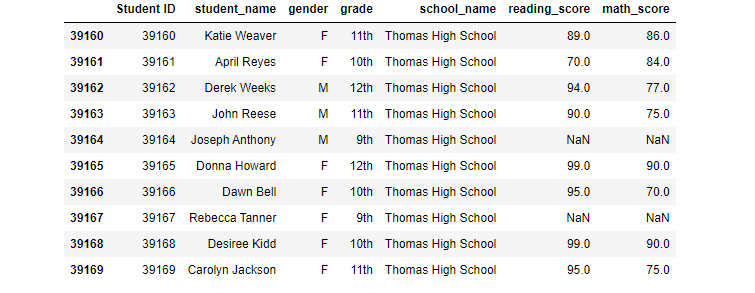 Student ID student_name gender grade school_name reading_score math_score
39160 39160 Katie Weaver F 11th Thomas High School 89.0 86.0
39161 39161 April Reyes F 10th Thomas High School 70.0 84.0
39162 39162 Derek Weeks M 12th Thomas High School 94.0 77.0
39163 39163 John Reese M 11th Thomas High School 90.0 75.0
39164 39164 Joseph Anthony M 9th Thomas High School NaN NaN
39165 39165 Donna Howard F 12th Thomas High School 99.0 90.0
39166 39166 Dawn Bell F 10th Thomas High School 95.0 70.0
39167 39167 Rebecca Tanner F 9th Thomas High School NaN NaN
39168 39168 Desiree Kidd F 10th Thomas High School 99.0 90.0
39169 39169 Carolyn Jackson F 11th Thomas High School 95.0 75.0